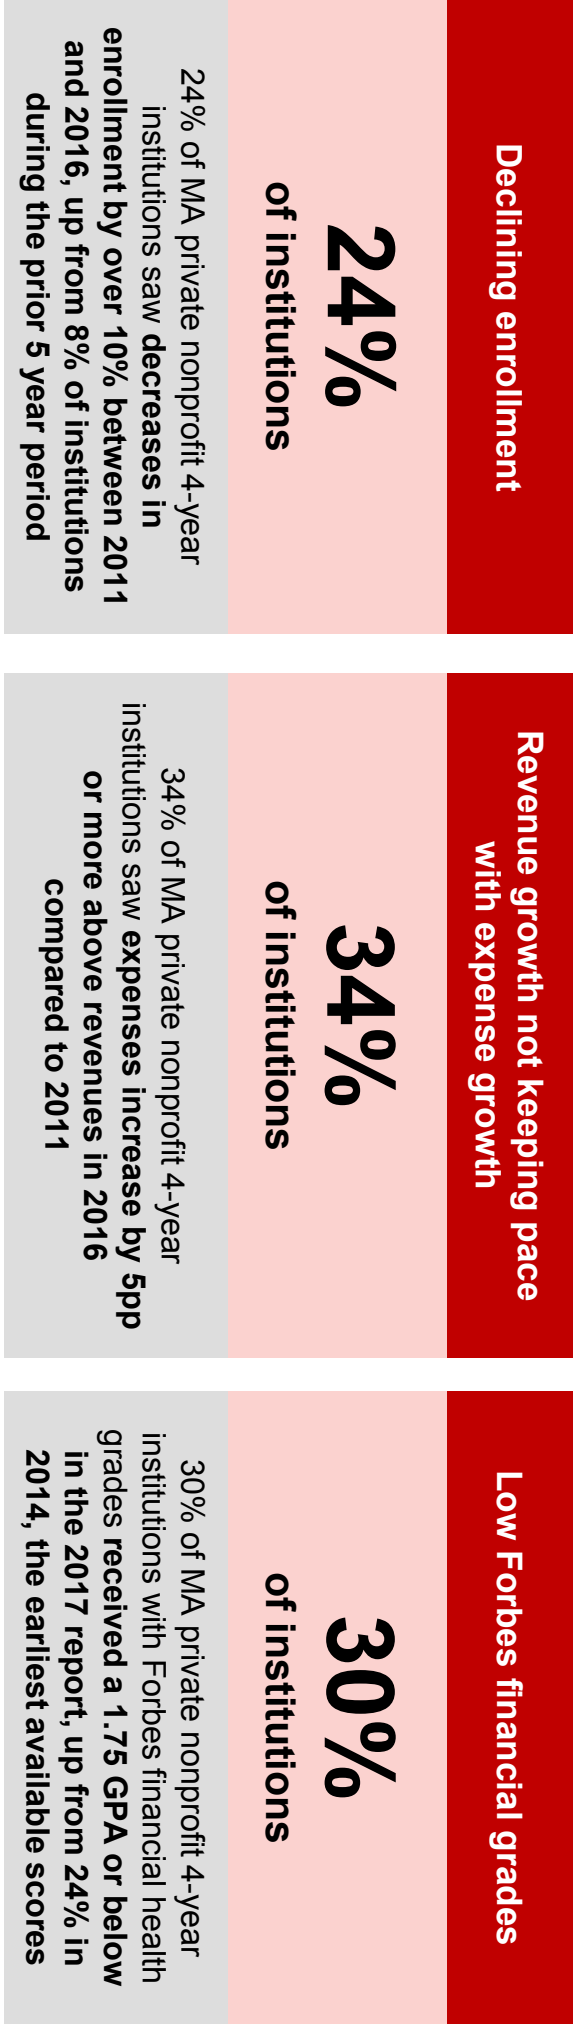 Declining enrollment
24%
of institutions
24% of MA private nonprofit 4-year
institutions saw decreases in
enrollment by over 10% between 2011
and 2016, up from 8% of institutions
during the prior 5 year period
Revenue growth not keeping pace
with expense growth
34%
of institutions
34% of MA private nonprofit 4-year
institutions saw expenses increase by 5pp
or more above revenues in 2016
compared to 2011
Low Forbes financial grades
30%
of institutions
30% of MA private nonprofit 4-year
institutions with Forbes financial health
grades received a 1.75 GPA or below
in the 2017 report, up from 24% in
2014, the earliest available scores